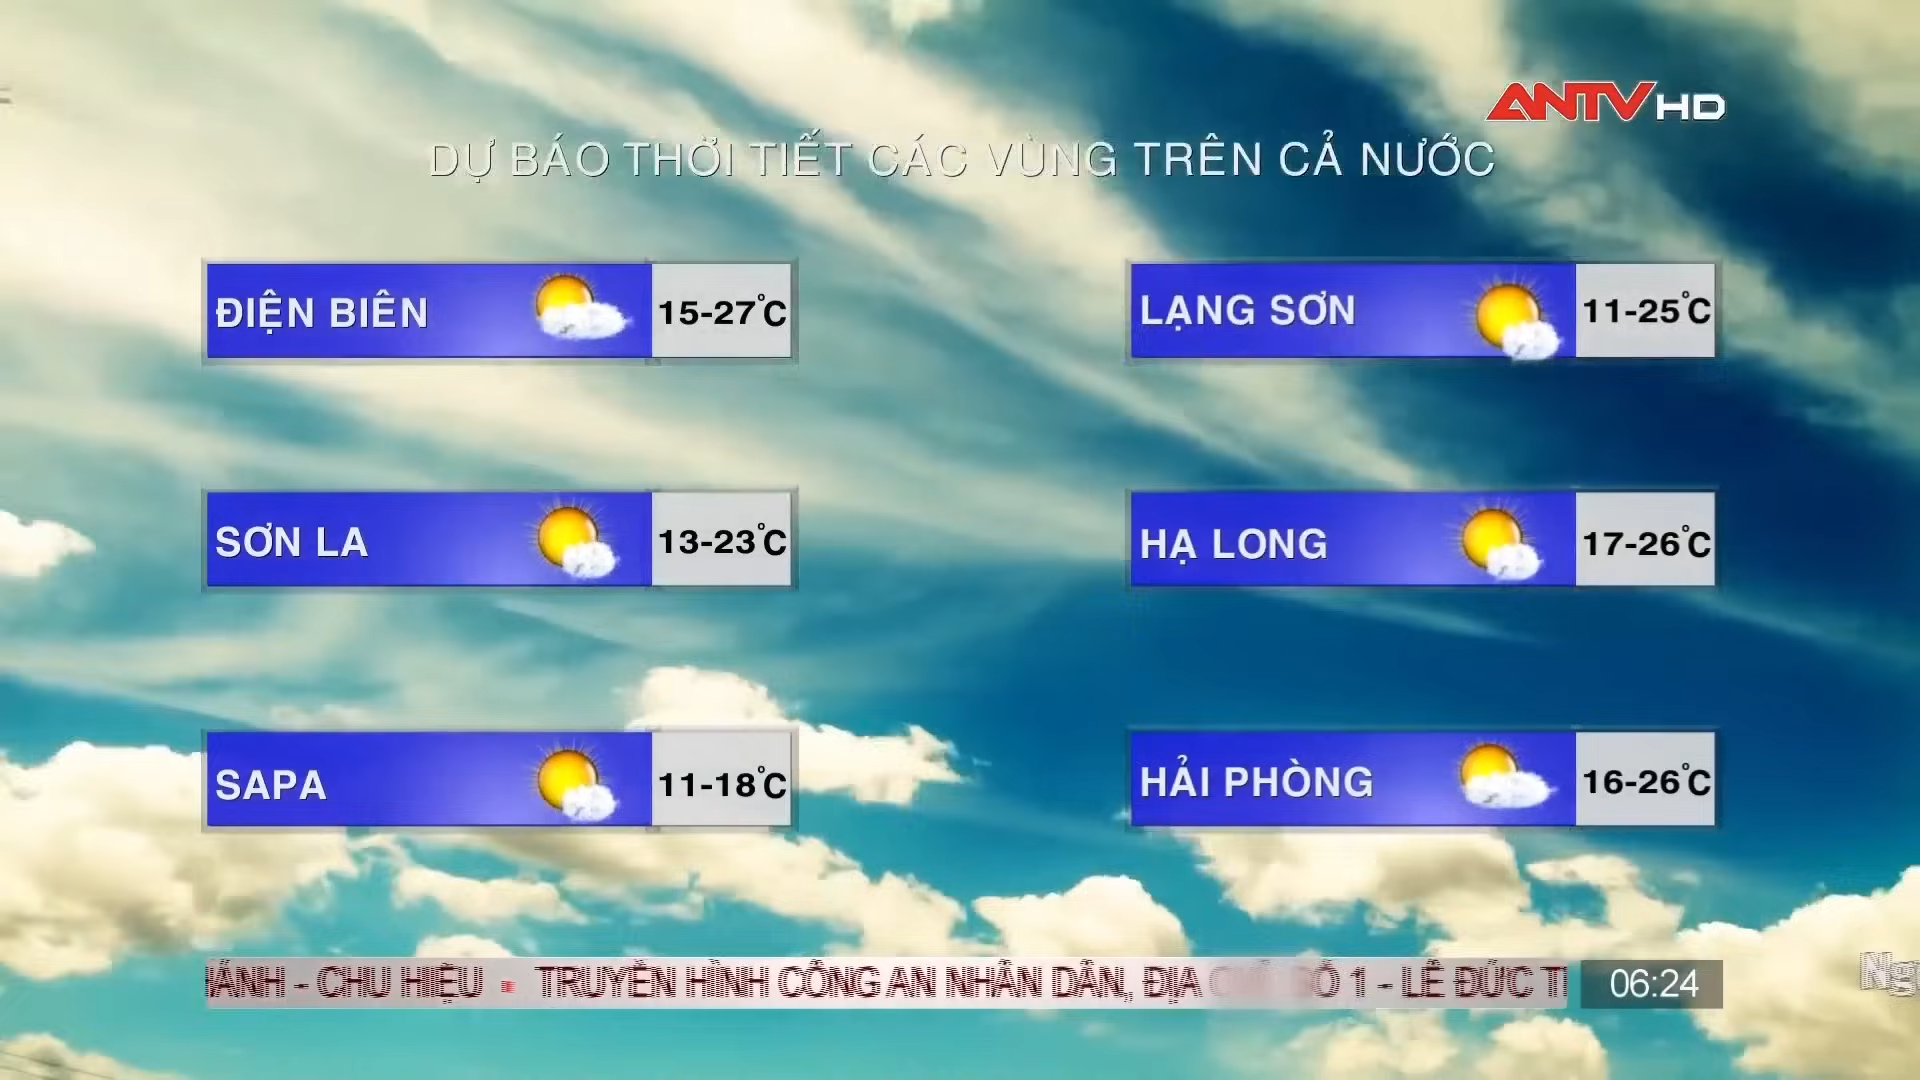 ANTV HD
DỰ BÁO THỜI TIẾT CÁC VÙNG TRÊN CẢ NƯỚC
ĐIỆN BIÊN 15-27°C
LẠNG SƠN 11-25°C
SƠN LA 13-23°C
HẠ LONG 17-26°C
SAPA 11-18°C
HẢI PHÒNG 16-26°C
- CHU HIỆU ▪ TRUYỀN HÌNH CÔNG AN NHÂN DÂN, ĐỊA 1 - LÊ ĐỨC
06:24